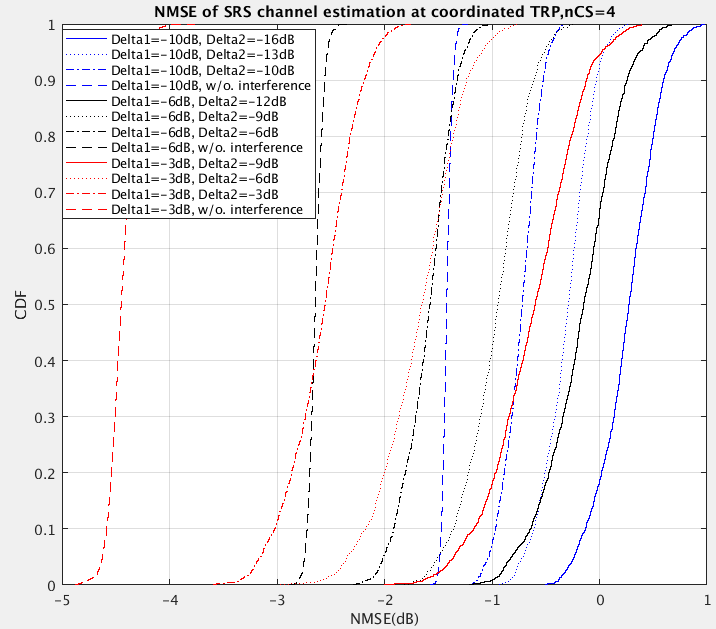 NMSE of SRS channel estimation at coordinated TRP,nCS=4
Delta1=-10dB, Delta2=-16dB
Delta1=-10dB, Delta2=-13dB
Delta1=-10dB, Delta2=-10dB
Delta1=-10dB, w/o. interference
Delta1=-6dB, Delta2=-12dB
Delta1=-6dB, Delta2=-9dB
Delta1=-6dB, Delta2=-6dB
Delta1=-6dB, w/o. interference
Delta1=-3dB, Delta2=-9dB
Delta1=-3dB, Delta2=-6dB
Delta1=-3dB, Delta2=-3dB
Delta1=-3dB, w/o. interference
1
0.9
0.8
0.7
0.6
0.5
0.4
0.3
0.2
0.1
0
CDF
-5 -4 -3 -2 -1 0 1
NMSE(dB)